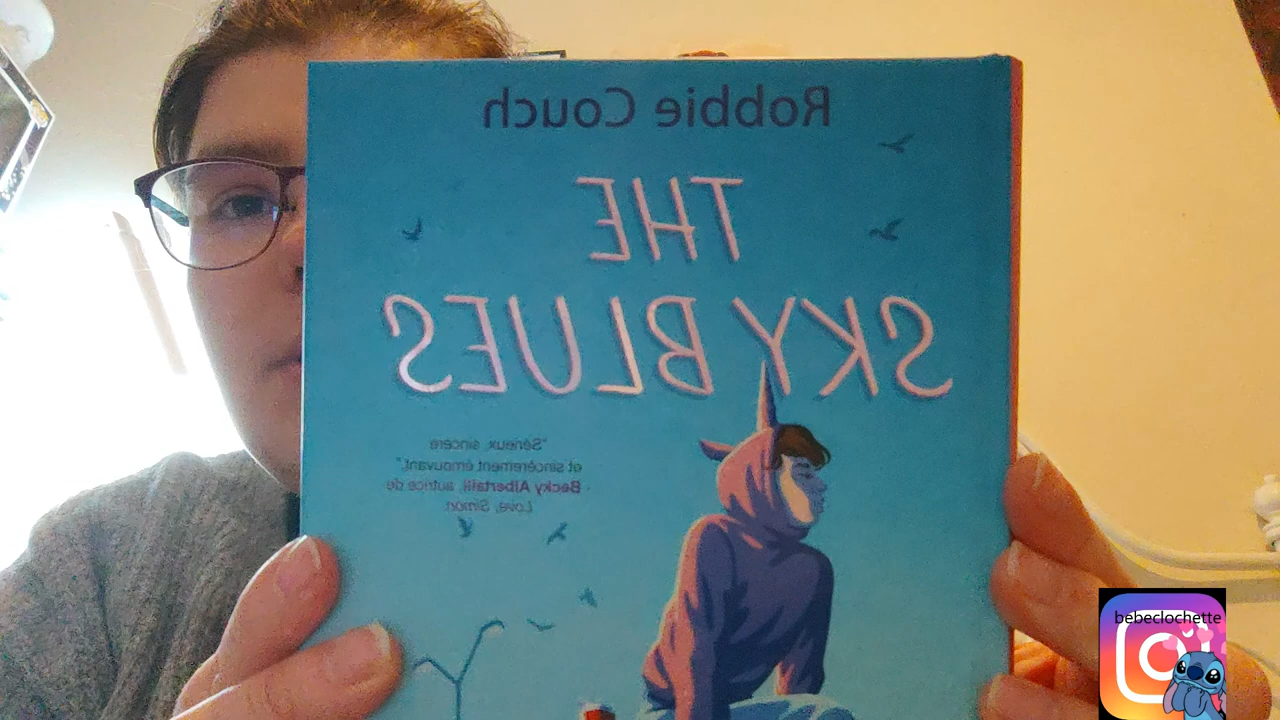 Robbie Couch
THE
SKY BLUES
"Sérieux, sincère
et sincèrement émouvant."
Becky Albertalli, autrice de
Love, Simon
bebeclochette